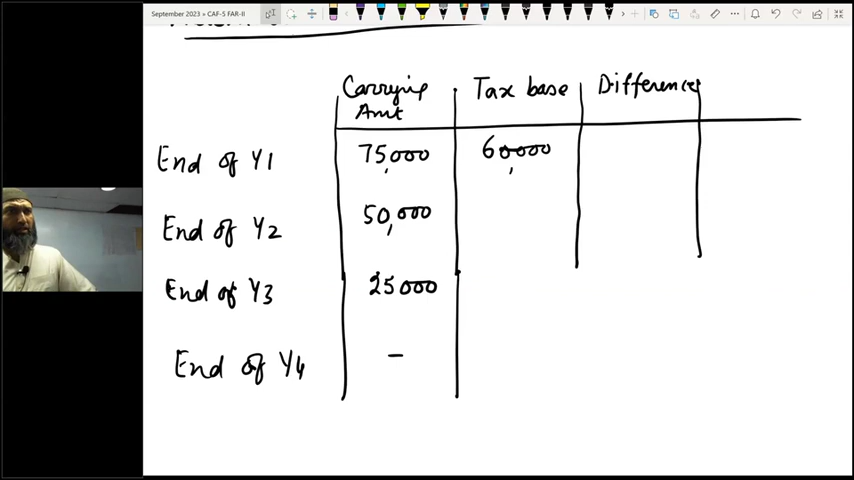 September 2023 » CAF-5 FAR-II
Carrying Amt Tax base Difference
End of Y1 75,000 60,000
End of Y2 50,000
End of Y3 25000
End of Y4 -